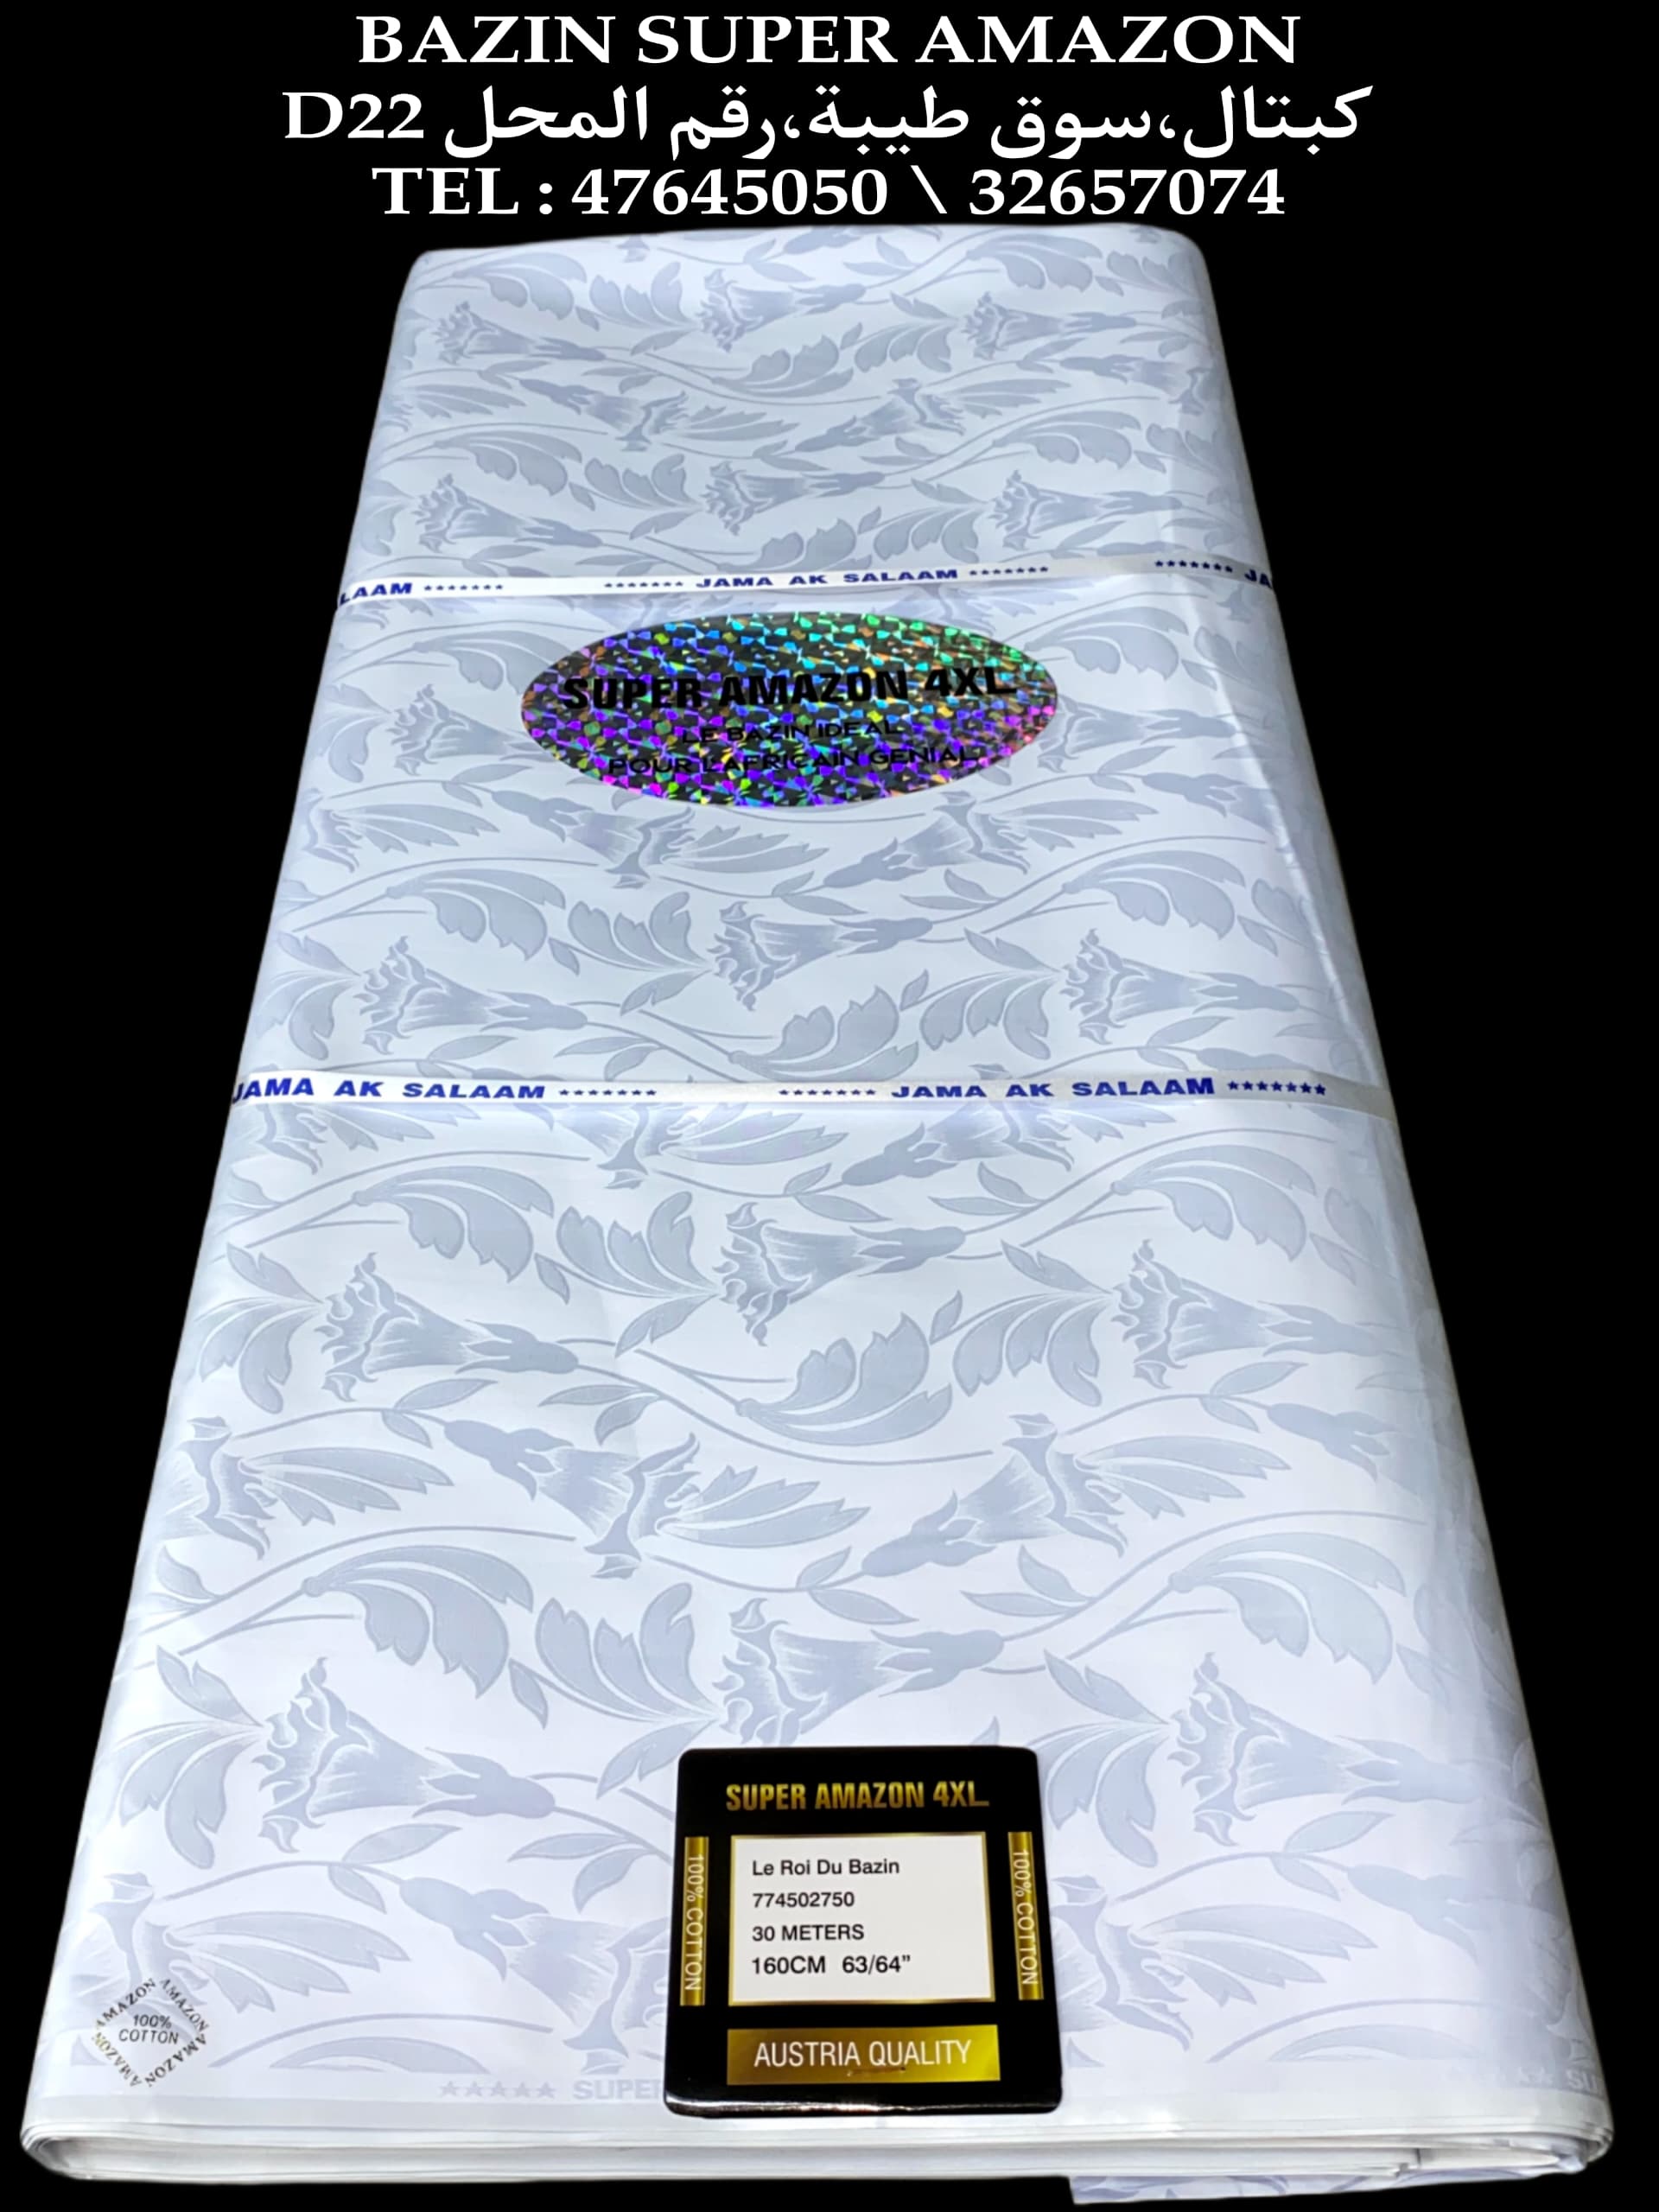 BAZIN SUPER AMAZON
كبتال،سوق طيبة،رقم المحل D22
TEL : 47645050 \ 32657074
LAAM ******* ******* JAMA AK SALAAM ******* ******* JA
SUPER AMAZON 4XL
LE BAZIN IDEAL
POUR L'AFRICAIN GENIAL
JAMA AK SALAAM ******* ******* JAMA AK SALAAM *******
SUPER AMAZON 4XL
100% COTTON
Le Roi Du Bazin
774502750
30 METERS
160CM 63/64”
100% COTTON
AUSTRIA QUALITY
AMAZON AMAZON AMAZON AMAZON
100%
COTTON
★★★★★ SUPE